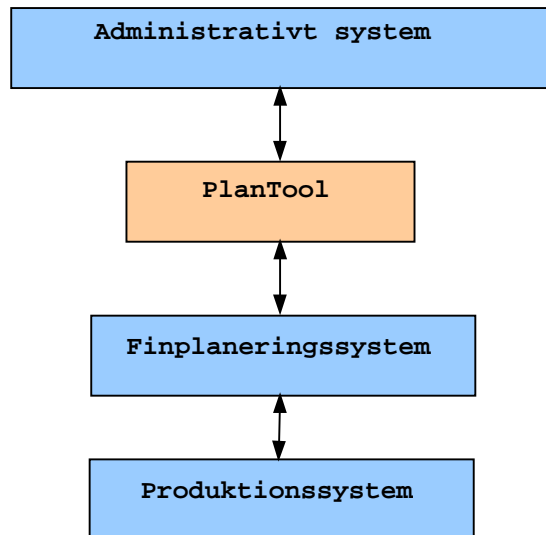 Administrativt system
PlanTool
Finplaneringssystem
Produktionssystem